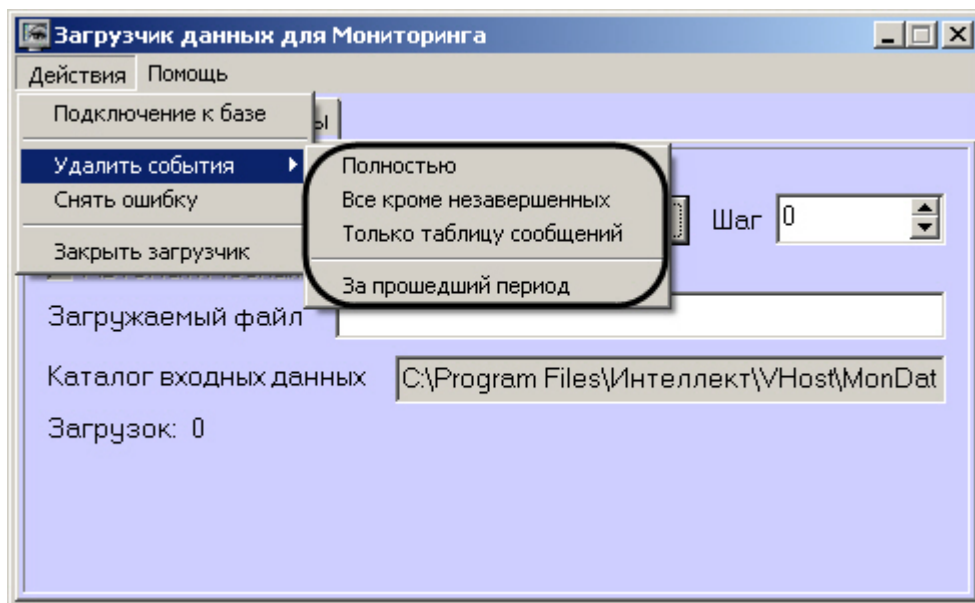 Загрузчик данных для Мониторинга
Действия Помощь
Подключение к базе
ы
Удалить события
Полностью
Снять ошибку
Все кроме незавершенных
Шаг 0
Только таблицу сообщений
Закрыть загрузчик
За прошедший период
Загружаемый файл
Каталог входных данных C:\Program Files\Интеллект\VHost\MonDat
Загрузок: 0